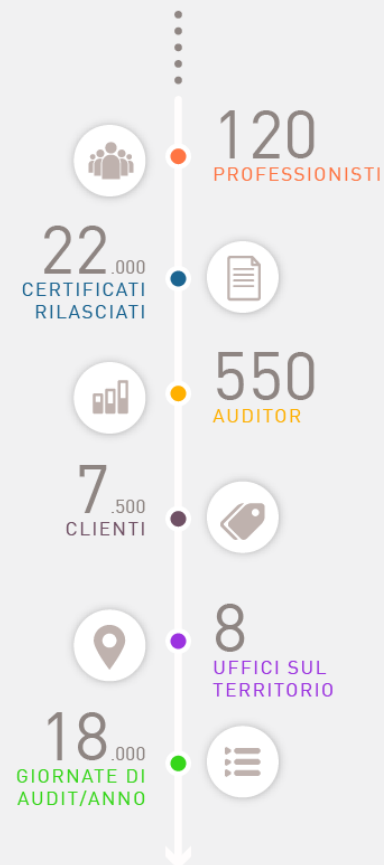 120
PROFESSIONISTI
22.000
CERTIFICATI
RILASCIATI
550
AUDITOR
7.500
CLIENTI
8
UFFICI SUL
TERRITORIO
18.000
GIORNATE DI
AUDIT/ANNO